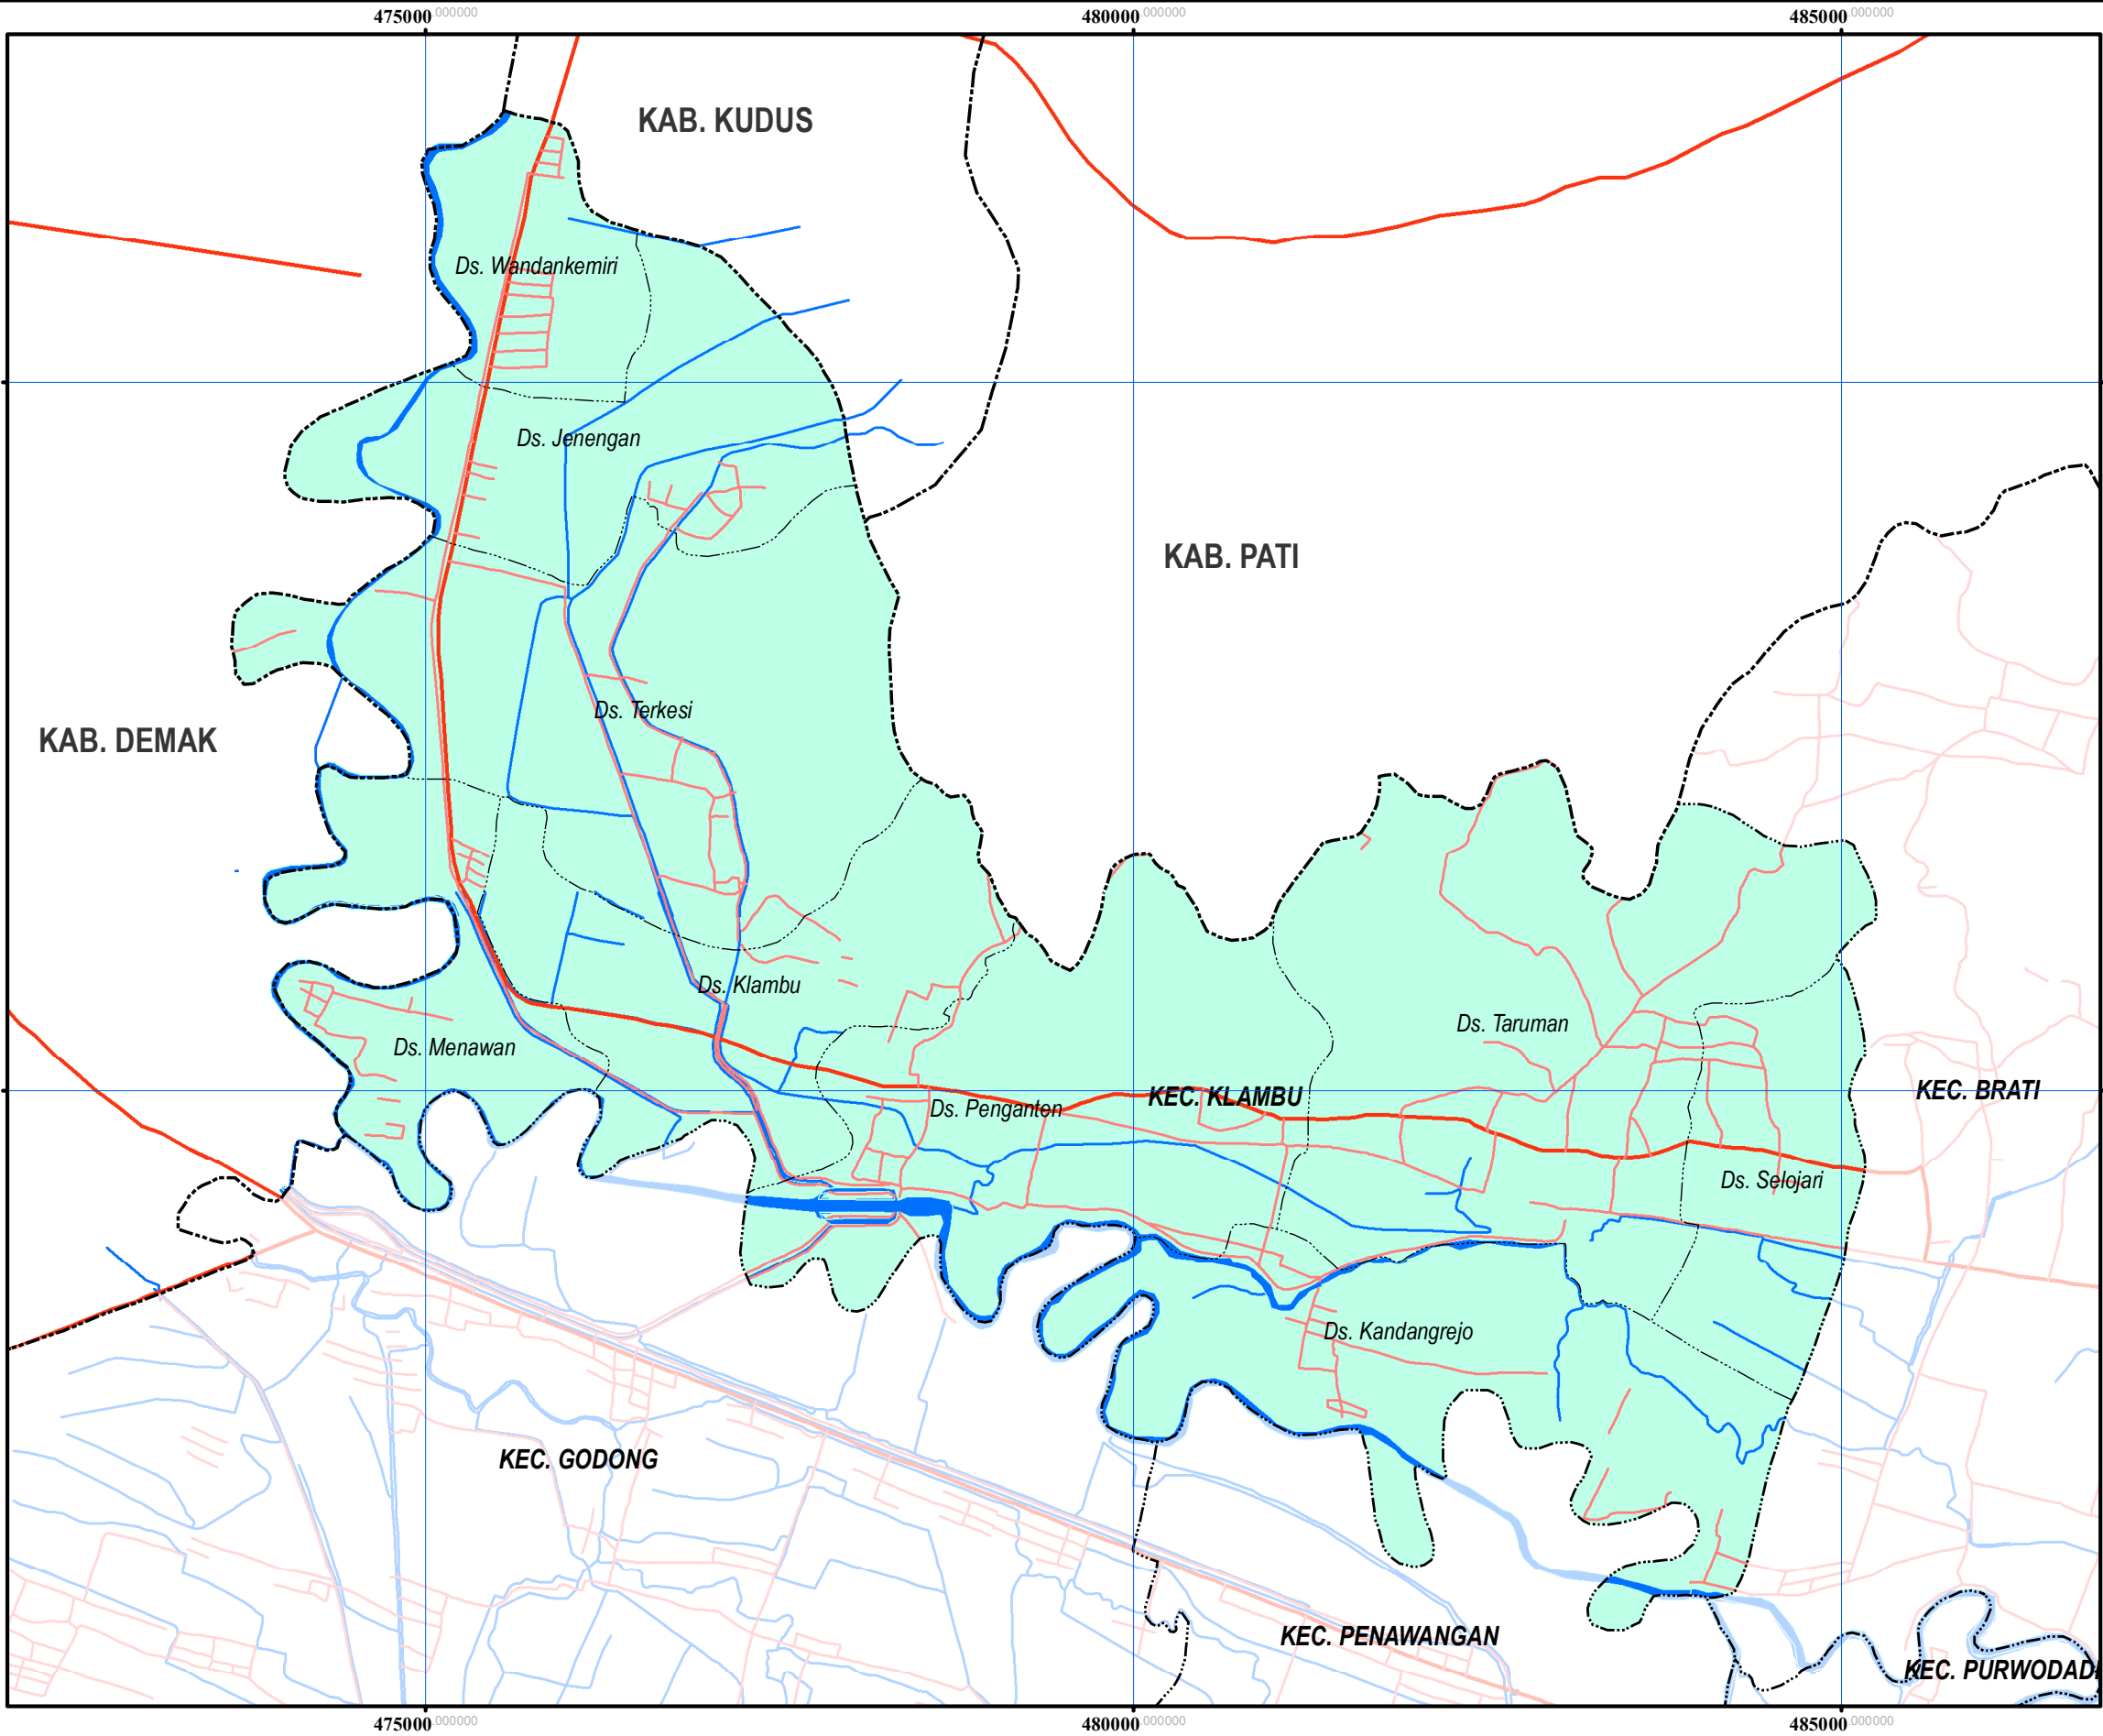 475000.000000 480000.000000 485000.000000
KAB. KUDUS
Ds. Wandankemiri
Ds. Jenengan
KAB. PATI
Ds. Terkesi
KAB. DEMAK
Ds. Klambu
Ds. Taruman
Ds. Menawan
KEC. KLAMBU
KEC. BRATI
Ds. Penganten
Ds. Selojari
Ds. Kandangrejo
KEC. GODONG
KEC. PENAWANGAN
KEC. PURWODAD
475000.000000 480000.000000 485000.000000